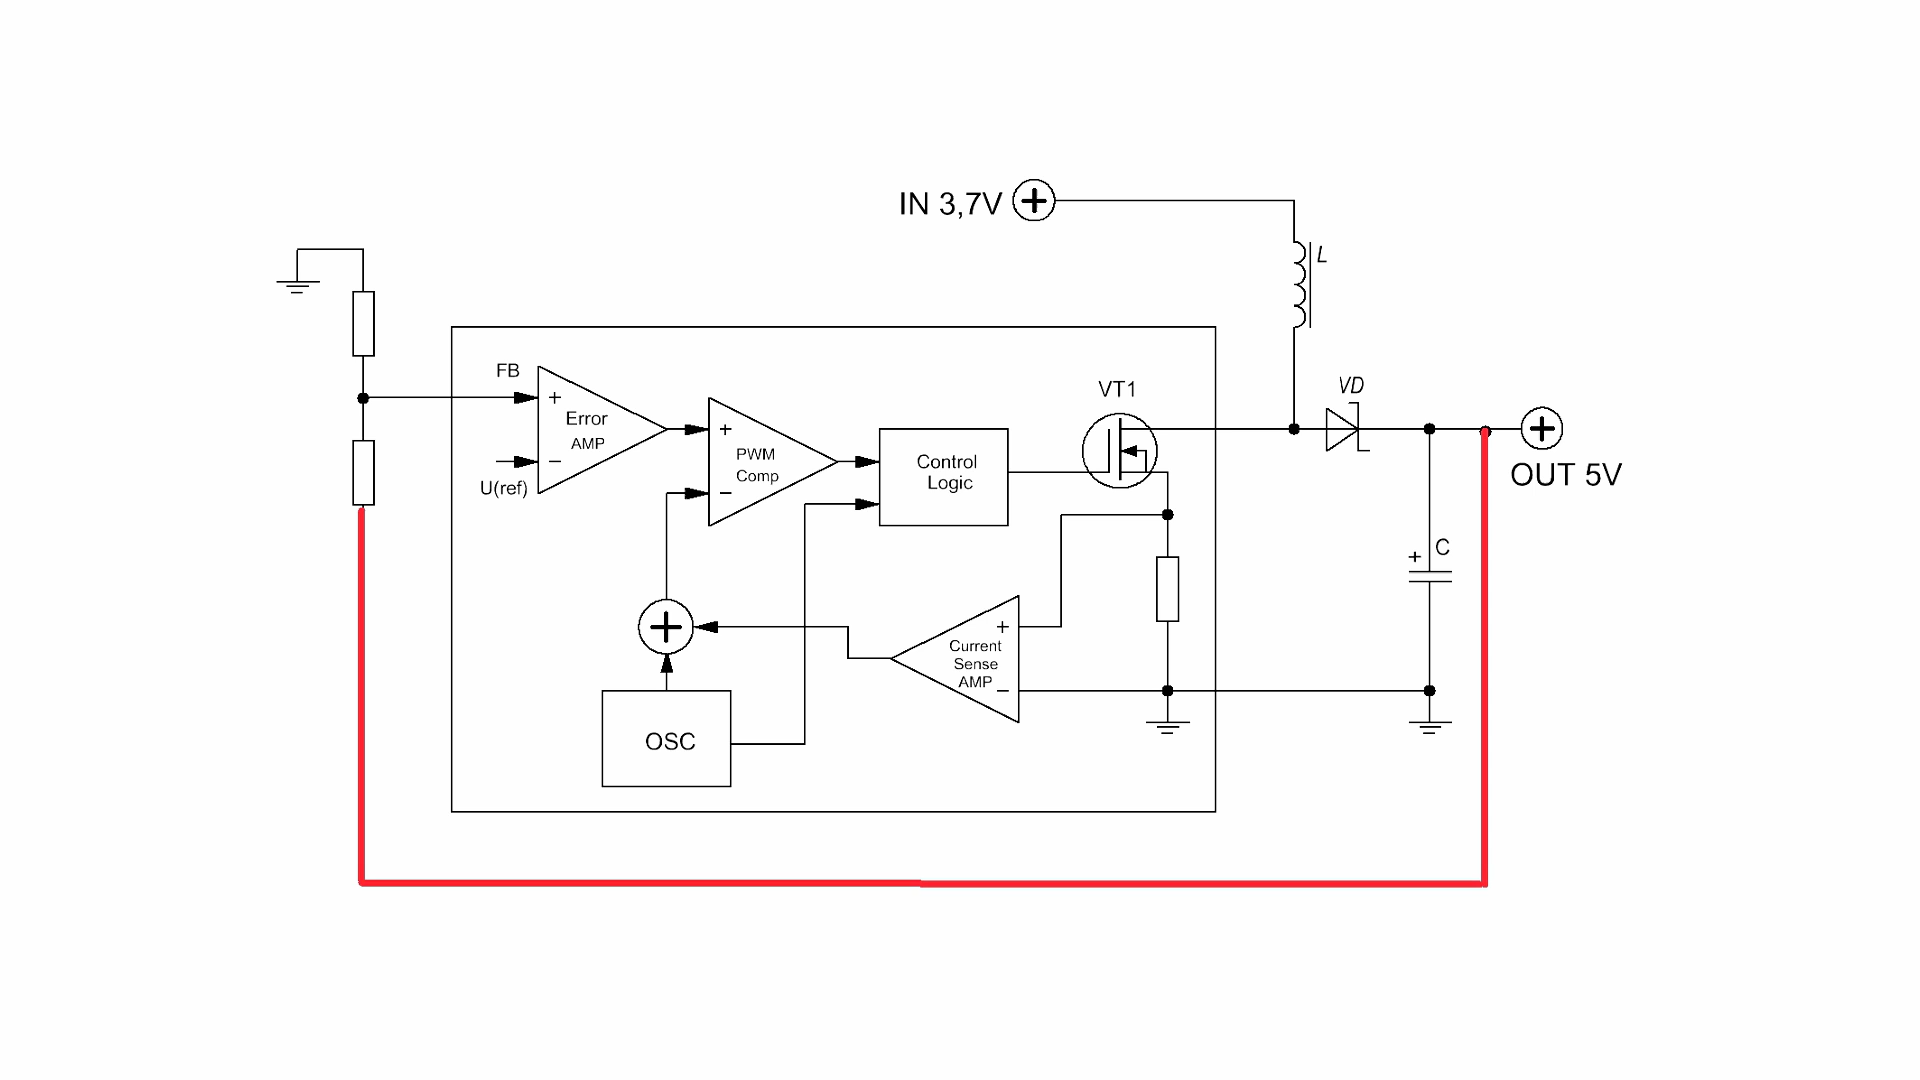 IN 3,7V
L
FB
+
Error
AMP
−
U(ref)
+
PWM
Comp
−
Control
Logic
VT1
VD
OUT 5V
+ C
+
Current
Sense
AMP
−
OSC